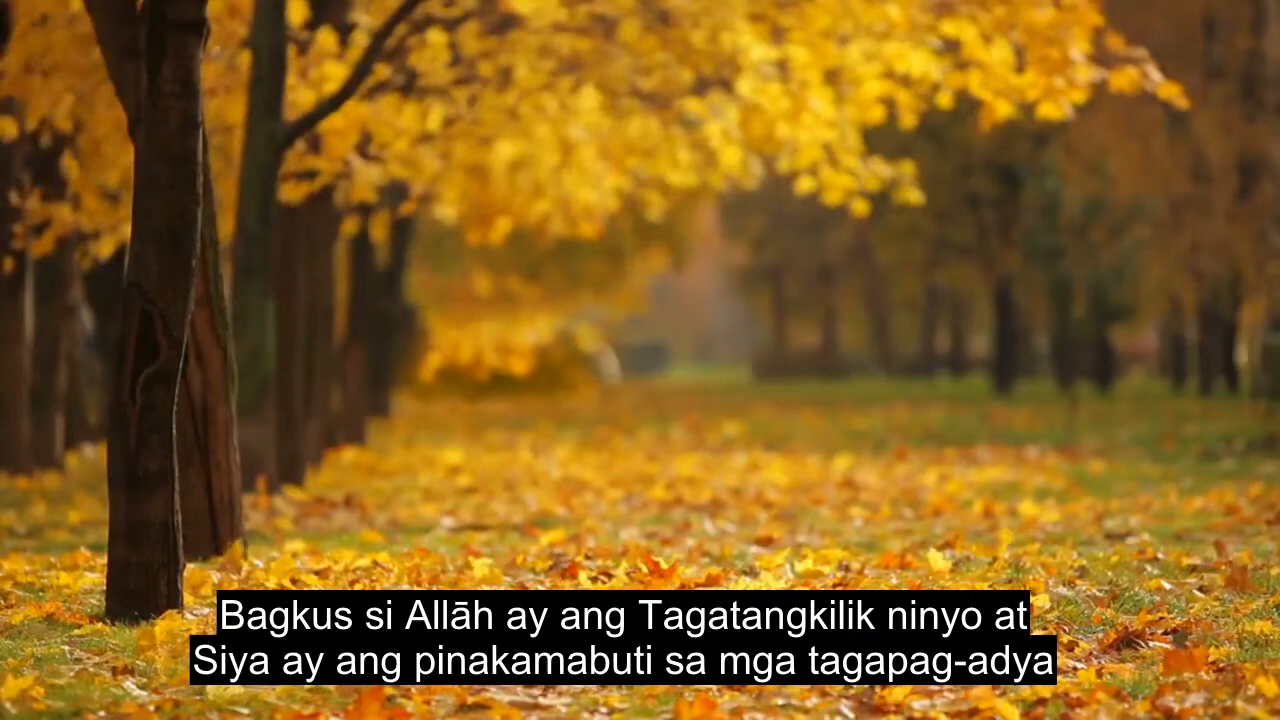 Bagkus si Allāh ay ang Tagatangkilik ninyo at
Siya ay ang pinakamabuti sa mga tagapag-adya